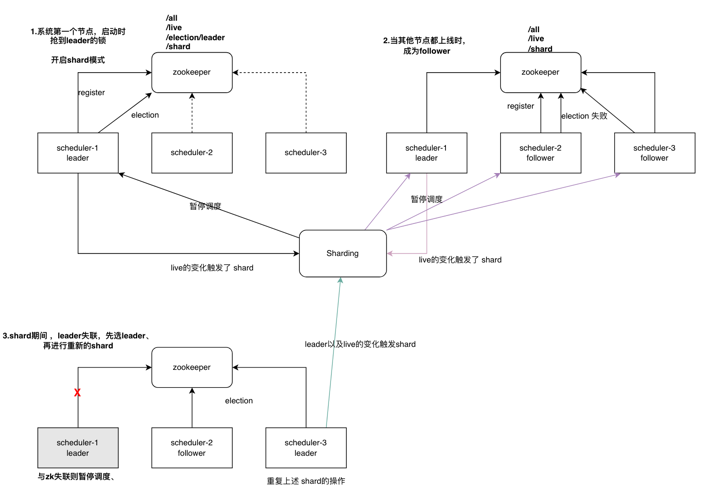 /all
/live
/election/leader
/shard
1.系统第一个节点，启动时
抢到leader的锁
开启shard模式
zookeeper
register
election
scheduler-1
leader
scheduler-2
scheduler-3
/all
/live
/shard
2.当其他节点都上线时，
成为follower
zookeeper
register
election 失败
scheduler-1
leader
scheduler-2
follower
scheduler-3
follower
暂停调度
暂停调度
Sharding
live的变化触发了 shard
live的变化触发了 shard
3.shard期间 ，leader失联，先选leader、
再进行重新的shard
leader以及live的变化触发shard
zookeeper
X
election
scheduler-1
leader
scheduler-2
follower
scheduler-3
leader
与zk失联则暂停调度、
重复上述 shard的操作